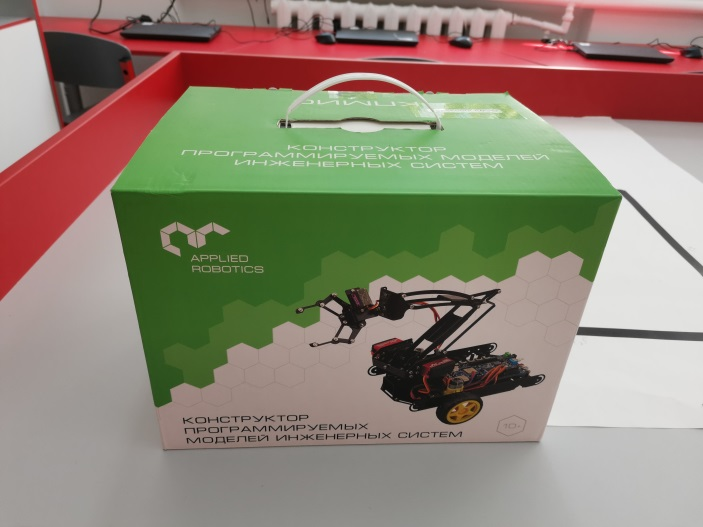 КОНСТРУКТОР
ПРОГРАММИРУЕМЫХ МОДЕЛЕЙ
ИНЖЕНЕРНЫХ СИСТЕМ
APPLIED
ROBOTICS
КОНСТРУКТОР
ПРОГРАММИРУЕМЫХ
МОДЕЛЕЙ ИНЖЕНЕРНЫХ СИСТЕМ
10+